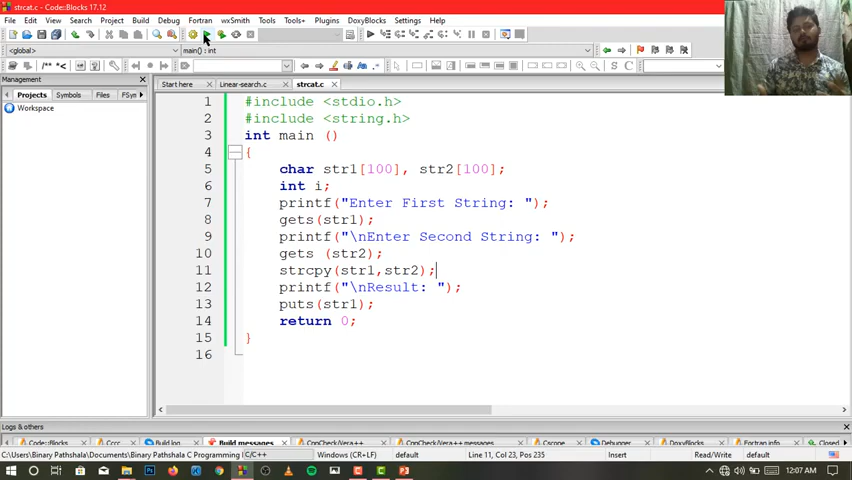 strcat.c - Code::Blocks 17.12
File Edit View Search Project Build Debug Fortran wxSmith Tools Tools+ Plugins DoxyBlocks Settings Help
<global> main() : int
Management
Projects Symbols FSyn
Workspace
Start here Linear-search.c strcat.c
1 #include <stdio.h>
2 #include <string.h>
3 int main ()
4 {
5 char str1[100], str2[100];
6 int i;
7 printf("Enter First String: ");
8 gets(str1);
9 printf("\nEnter Second String: ");
10 gets (str2);
11 strcpy(str1,str2);
12 printf("\nResult: ");
13 puts(str1);
14 return 0;
15 }
16
Logs & others
Code::Blocks Cccc Build log Build messages CppCheck/Vera++ CppCheck/Vera++ messages Cscope Debugger DoxyBlocks Fortran info Closed
C:\Users\Binary Pathshala\Documents\Binary Pathshala C Programming C/C++ Windows (CR+LF) default Line 11, Col 23, Pos 235 Insert Read/Write default
12:07 AM